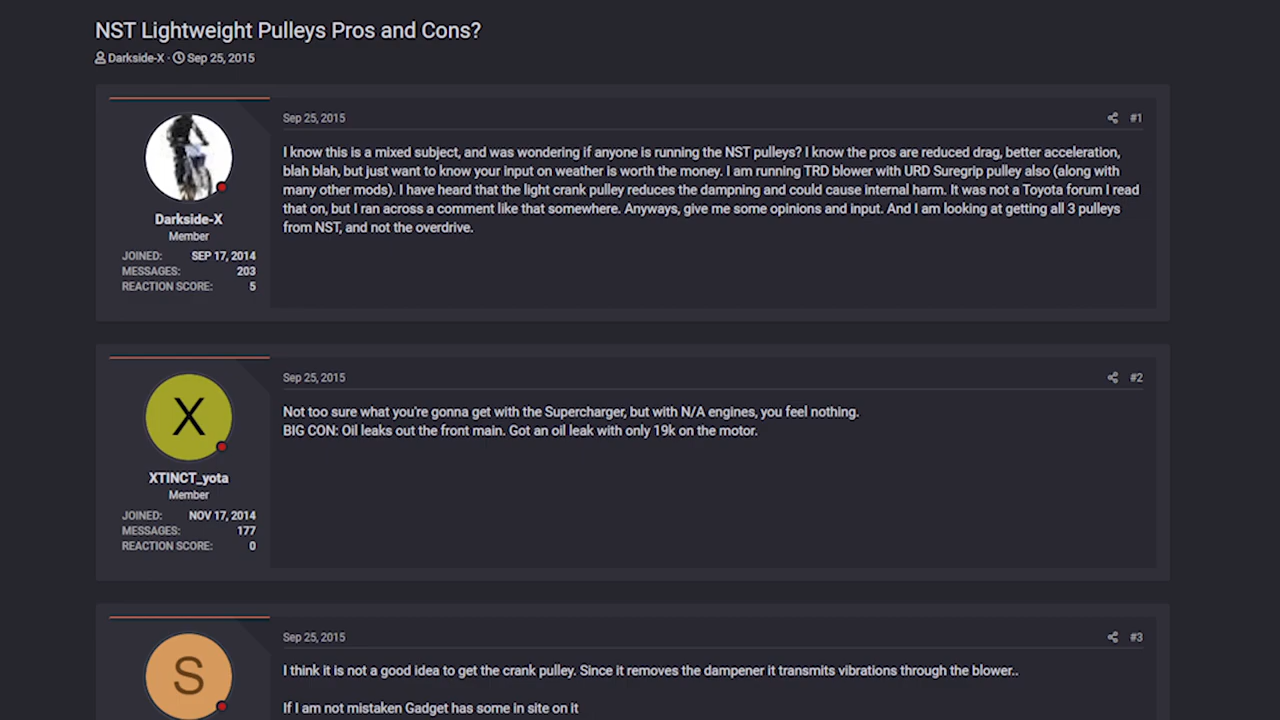 NST Lightweight Pulleys Pros and Cons?
Darkside-X · Sep 25, 2015
Sep 25, 2015 #1
I know this is a mixed subject, and was wondering if anyone is running the NST pulleys? I know the pros are reduced drag, better acceleration,
blah blah, but just want to know your input on weather is worth the money. I am running TRD blower with URD Suregrip pulley also (along with
many other mods). I have heard that the light crank pulley reduces the dampning and could cause internal harm. It was not a Toyota forum I read
that on, but I ran across a comment like that somewhere. Anyways, give me some opinions and input. And I am looking at getting all 3 pulleys
from NST, and not the overdrive.
Darkside-X
Member
JOINED: SEP 17, 2014
MESSAGES: 203
REACTION SCORE: 5
Sep 25, 2015 #2
Not too sure what you're gonna get with the Supercharger, but with N/A engines, you feel nothing.
BIG CON: Oil leaks out the front main. Got an oil leak with only 19k on the motor.
X
XTINCT_yota
Member
JOINED: NOV 17, 2014
MESSAGES: 177
REACTION SCORE: 0
Sep 25, 2015 #3
I think it is not a good idea to get the crank pulley. Since it removes the dampener it transmits vibrations through the blower..
S
If I am not mistaken Gadget has some in site on it